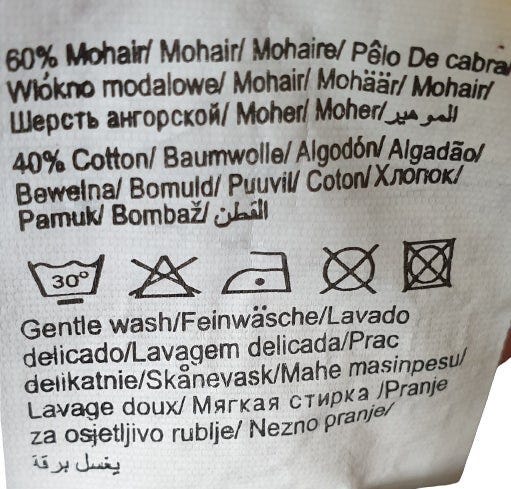 60% Mohair/ Mohair/ Mohaire/ Pêlo De cabra/
Wlókno modalowe/ Mohair/ Mohäär/ Mohair/
Шерсть ангорской/ Moher/ Moher/ الموهير/
40% Cotton/ Baumwolle/ Algodón/ Algadão/
Bewelna/ Bomuld/ Puuvil/ Coton/ Хлопок/
Pamuk/ Bombaž/ القطن
30°
Gentle wash/Feinwäsche/Lavado
delicado/Lavagem delicada/Prac
delikatnie/Skånevask/Mahe masinpesu/
Lavage doux/ Мягкая стирка /Pranje
za osjetljivo rublje/ Nezno pranje/
يغسل برقة